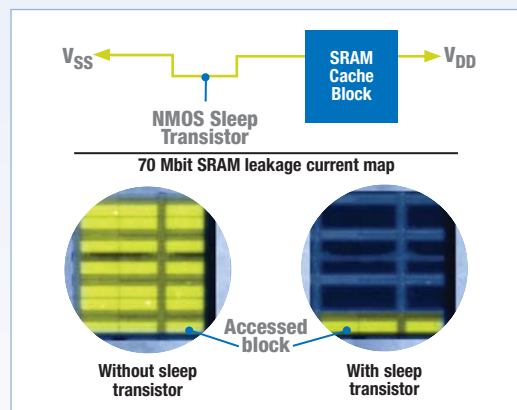 VSS
SRAM
Cache
Block
VDD
NMOS Sleep
Transistor
70 Mbit SRAM leakage current map
Accessed
block
Without sleep
transistor
With sleep
transistor